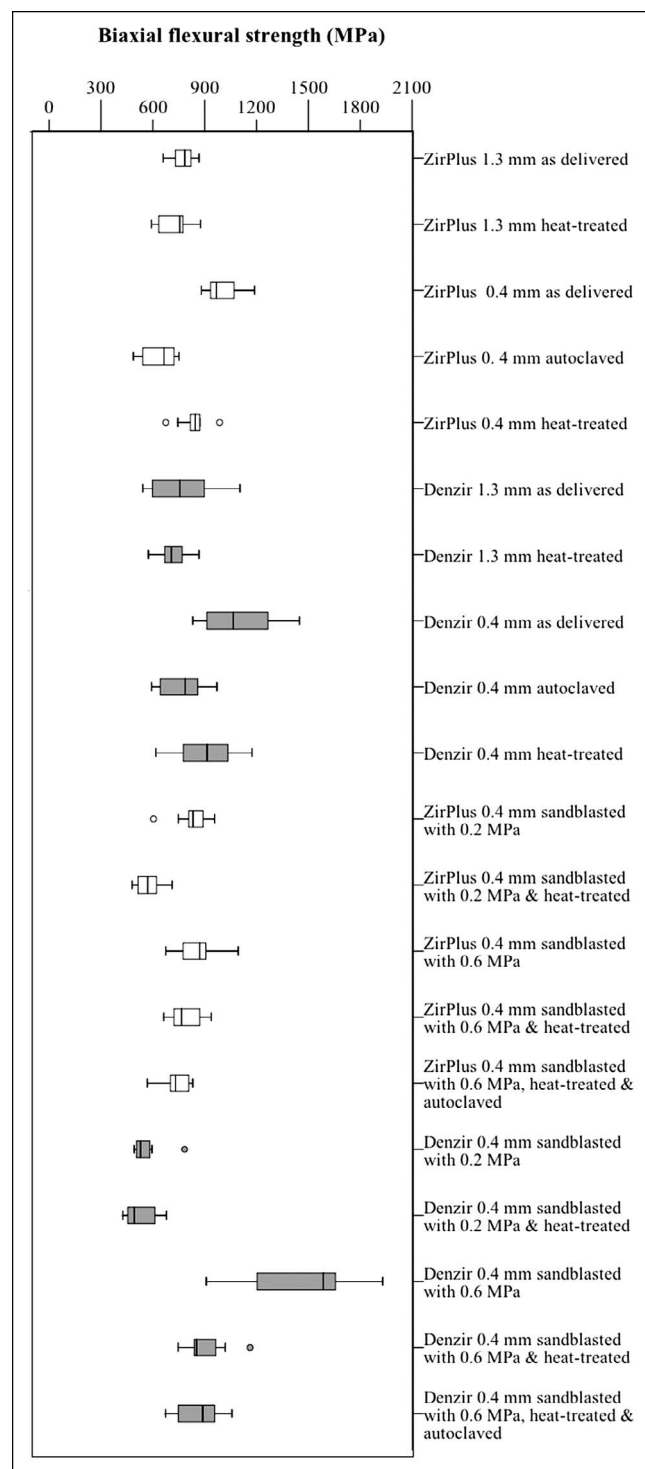 Biaxial flexural strength (MPa)
300 900 1500 2100
0 600 1200 1800
ZirPlus 1.3 mm as delivered
ZirPlus 1.3 mm heat-treated
ZirPlus 0.4 mm as delivered
ZirPlus 0. 4 mm autoclaved
ZirPlus 0.4 mm heat-treated
Denzir 1.3 mm as delivered
Denzir 1.3 mm heat-treated
Denzir 0.4 mm as delivered
Denzir 0.4 mm autoclaved
Denzir 0.4 mm heat-treated
ZirPlus 0.4 mm sandblasted
with 0.2 MPa
ZirPlus 0.4 mm sandblasted
with 0.2 MPa & heat-treated
ZirPlus 0.4 mm sandblasted
with 0.6 MPa
ZirPlus 0.4 mm sandblasted
with 0.6 MPa & heat-treated
ZirPlus 0.4 mm sandblasted
with 0.6 MPa, heat-treated &
autoclaved
Denzir 0.4 mm sandblasted
with 0.2 MPa
Denzir 0.4 mm sandblasted
with 0.2 MPa & heat-treated
Denzir 0.4 mm sandblasted
with 0.6 MPa
Denzir 0.4 mm sandblasted
with 0.6 MPa & heat-treated
Denzir 0.4 mm sandblasted
with 0.6 MPa, heat-treated &
autoclaved